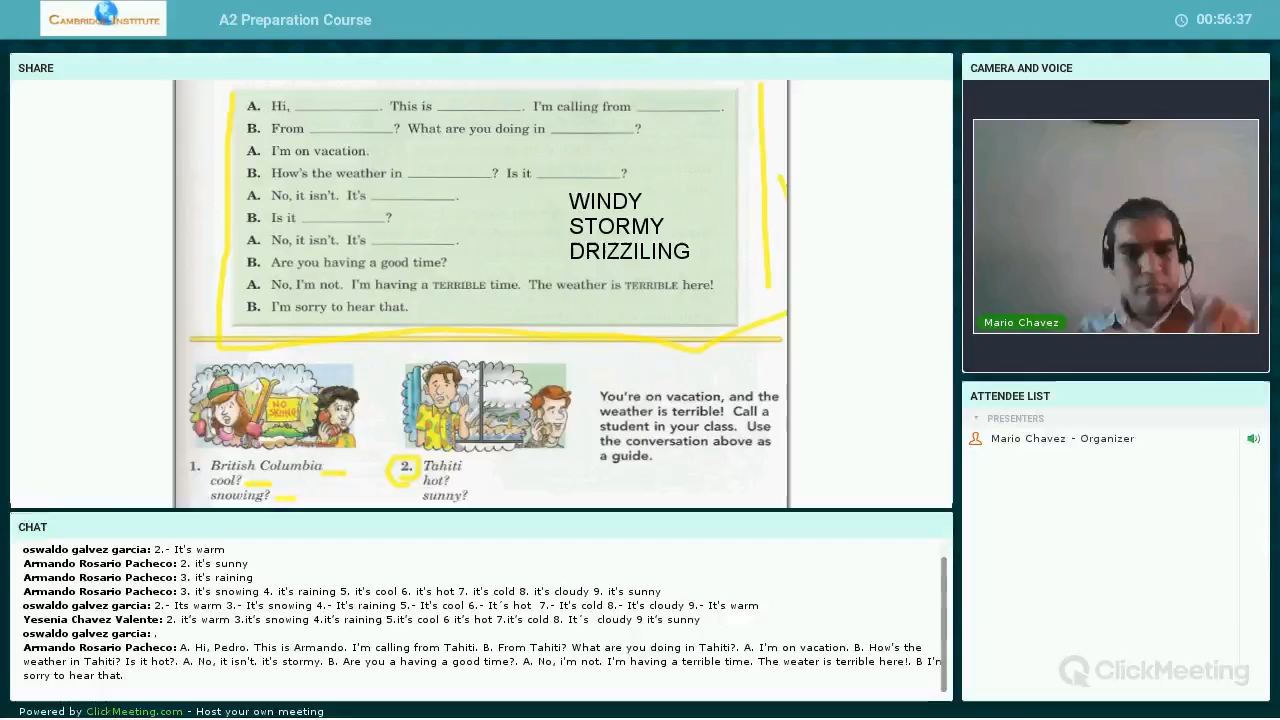 CAMBRIDGE INSTITUTE
A2 Preparation Course
00:56:37
SHARE
A. Hi, ____________. This is ____________. I'm calling from ____________.
B. From ____________? What are you doing in ____________?
A. I'm on vacation.
B. How's the weather in ____________? Is it ____________?
A. No, it isn't. It's ____________.
B. Is it ____________?
A. No, it isn't. It's ____________.
B. Are you having a good time?
A. No, I'm not. I'm having a TERRIBLE time. The weather is TERRIBLE here!
B. I'm sorry to hear that.
WINDY
STORMY
DRIZZILING
NO
SKIING
You're on vacation, and the
weather is terrible! Call a
student in your class. Use
the conversation above as
a guide.
1. British Columbia
cool?
snowing?
2. Tahiti
hot?
sunny?
CAMERA AND VOICE
Mario Chavez
ATTENDEE LIST
PRESENTERS
Mario Chavez - Organizer
CHAT
oswaldo galvez garcia: 2.- It's warm
Armando Rosario Pacheco: 2. it's sunny
Armando Rosario Pacheco: 3. it's raining
Armando Rosario Pacheco: 3. it's snowing 4. it's raining 5. it's cool 6. it's hot 7. it's cold 8. it's cloudy 9. it's sunny
oswaldo galvez garcia: 2.- Its warm 3.- It's snowing 4.- It's raining 5.- It's cool 6.- It´s hot 7.- It's cold 8.- It's cloudy 9.- It's warm
Yesenia Chavez Valente: 2. it's warm 3.it's snowing 4.it's raining 5.it's cool 6 it's hot 7.it's cold 8. It´s cloudy 9 it's sunny
oswaldo galvez garcia: .
Armando Rosario Pacheco: A. Hi, Pedro. This is Armando. I'm calling from Tahiti. B. From Tahiti? What are you doing in Tahiti?. A. I'm on vacation. B. How's the
weather in Tahiti? Is it hot?. A. No, it isn't. it's stormy. B. Are you a having a good time?. A. No, i'm not. I'm having a terrible time. The weater is terrible here!. B I'm
sorry to hear that.
ClickMeeting
Powered by ClickMeeting.com - Host your own meeting